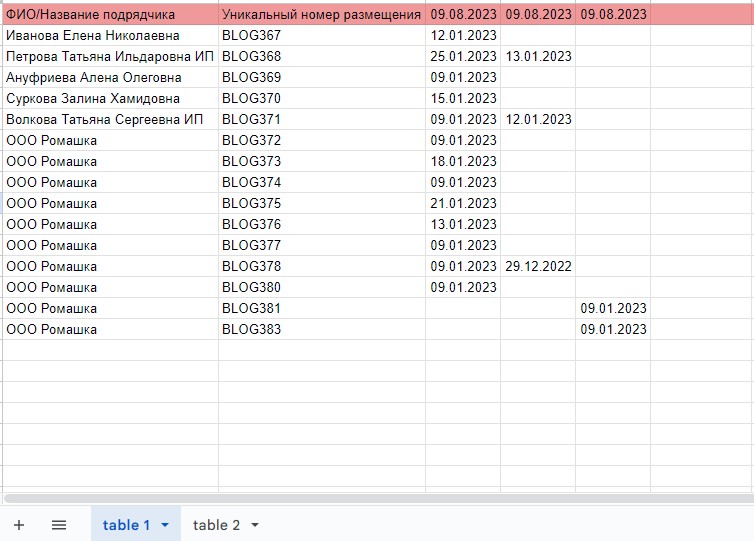 ФИО/Название подрядчика Уникальный номер размещения 09.08.2023 09.08.2023 09.08.2023
Иванова Елена Николаевна BLOG367 12.01.2023
Петрова Татьяна Ильдаровна ИП BLOG368 25.01.2023 13.01.2023
Ануфриева Алена Олеговна BLOG369 09.01.2023
Суркова Залина Хамидовна BLOG370 15.01.2023
Волкова Татьяна Сергеевна ИП BLOG371 09.01.2023 12.01.2023
ООО Ромашка BLOG372 09.01.2023
ООО Ромашка BLOG373 18.01.2023
ООО Ромашка BLOG374 09.01.2023
ООО Ромашка BLOG375 21.01.2023
ООО Ромашка BLOG376 13.01.2023
ООО Ромашка BLOG377 09.01.2023
ООО Ромашка BLOG378 09.01.2023 29.12.2022
ООО Ромашка BLOG380 09.01.2023
ООО Ромашка BLOG381 09.01.2023
ООО Ромашка BLOG383 09.01.2023
table 1 table 2